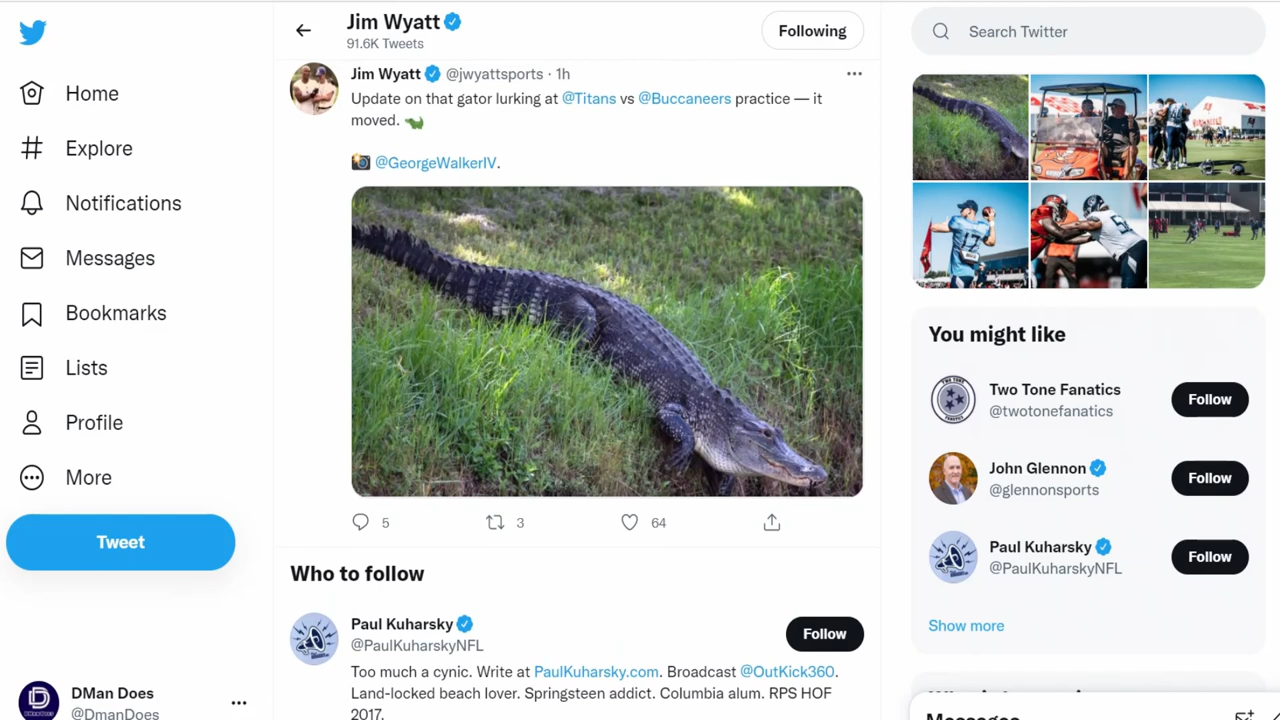 Home
Explore
Notifications
Messages
Bookmarks
Lists
Profile
More
Tweet
DMan Does
@DmanDoes
Jim Wyatt
91.6K Tweets
Following
Jim Wyatt @jwyattsports · 1h
Update on that gator lurking at @Titans vs @Buccaneers practice — it
moved.
@GeorgeWalkerIV.
5
3
64
Who to follow
Paul Kuharsky
@PaulKuharskyNFL
Follow
Too much a cynic. Write at PaulKuharsky.com. Broadcast @OutKick360.
Land-locked beach lover. Springsteen addict. Columbia alum. RPS HOF
2017.
Search Twitter
You might like
Two Tone Fanatics
@twotonefanatics
Follow
John Glennon
@glennonsports
Follow
Paul Kuharsky
@PaulKuharskyNFL
Follow
Show more
Messages